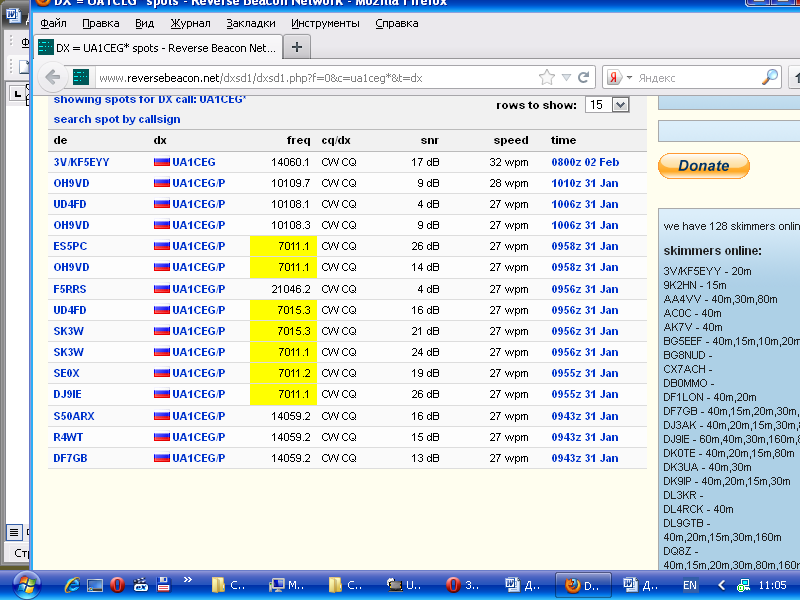 DX = UA1CEG* spots - Reverse Beacon Network - Mozilla Firefox
Файл Правка Вид Журнал Закладки Инструменты Справка
DX = UA1CEG* spots - Reverse Beacon Net... +
www.reversebeacon.net/dxsd1/dxsd1.php?f=0&c=ua1ceg*&t=dx Яндекс
showing spots for DX call: UA1CEG*
rows to show: 15
search spot by callsign
de dx freq cq/dx snr speed time
3V/KF5EYY UA1CEG 14060.1 CW CQ 17 dB 32 wpm 0800z 02 Feb
OH9VD UA1CEG/P 10109.7 CW CQ 9 dB 28 wpm 1010z 31 Jan
UD4FD UA1CEG/P 10108.1 CW CQ 4 dB 27 wpm 1006z 31 Jan
OH9VD UA1CEG/P 10108.3 CW CQ 9 dB 27 wpm 1006z 31 Jan
ES5PC UA1CEG/P 7011.1 CW CQ 26 dB 27 wpm 0958z 31 Jan
OH9VD UA1CEG/P 7011.1 CW CQ 14 dB 27 wpm 0958z 31 Jan
F5RRS UA1CEG/P 21046.2 CW CQ 4 dB 27 wpm 0956z 31 Jan
UD4FD UA1CEG/P 7015.3 CW CQ 16 dB 27 wpm 0956z 31 Jan
SK3W UA1CEG/P 7015.3 CW CQ 21 dB 27 wpm 0956z 31 Jan
SK3W UA1CEG/P 7011.1 CW CQ 24 dB 27 wpm 0956z 31 Jan
SE0X UA1CEG/P 7011.2 CW CQ 19 dB 27 wpm 0955z 31 Jan
DJ9IE UA1CEG/P 7011.1 CW CQ 26 dB 27 wpm 0955z 31 Jan
S50ARX UA1CEG/P 14059.2 CW CQ 16 dB 27 wpm 0943z 31 Jan
R4WT UA1CEG/P 14059.2 CW CQ 15 dB 27 wpm 0943z 31 Jan
DF7GB UA1CEG/P 14059.2 CW CQ 13 dB 27 wpm 0943z 31 Jan
Donate
we have 128 skimmers onlin
skimmers online:
3V/KF5EYY - 20m
9K2HN - 15m
AA4VV - 40m,30m,80m
AC0C - 40m
AK7V - 40m
BG5EEF - 40m,15m,10m,20m
BG8NUD -
CX7ACH -
DB0MMO -
DF1LON - 40m,20m
DF7GB - 40m,15m,20m,30m,
DJ3AK - 40m,20m,15m,30m,8
DJ9IE - 60m,40m,30m,160m,8
DK0TE - 40m,20m,15m,80m
DK3UA - 40m,30m
DK9IP - 40m,20m,15m,30m
DL3KR -
DL4RCK - 40m
DL9GTB -
40m,20m,15m,30m,160m
DQ8Z -
40m,15m,20m,30m,80m,160m
Ст
» С.. М.. С.. U.. З.. Д.. D.. Д.. EN 11:05